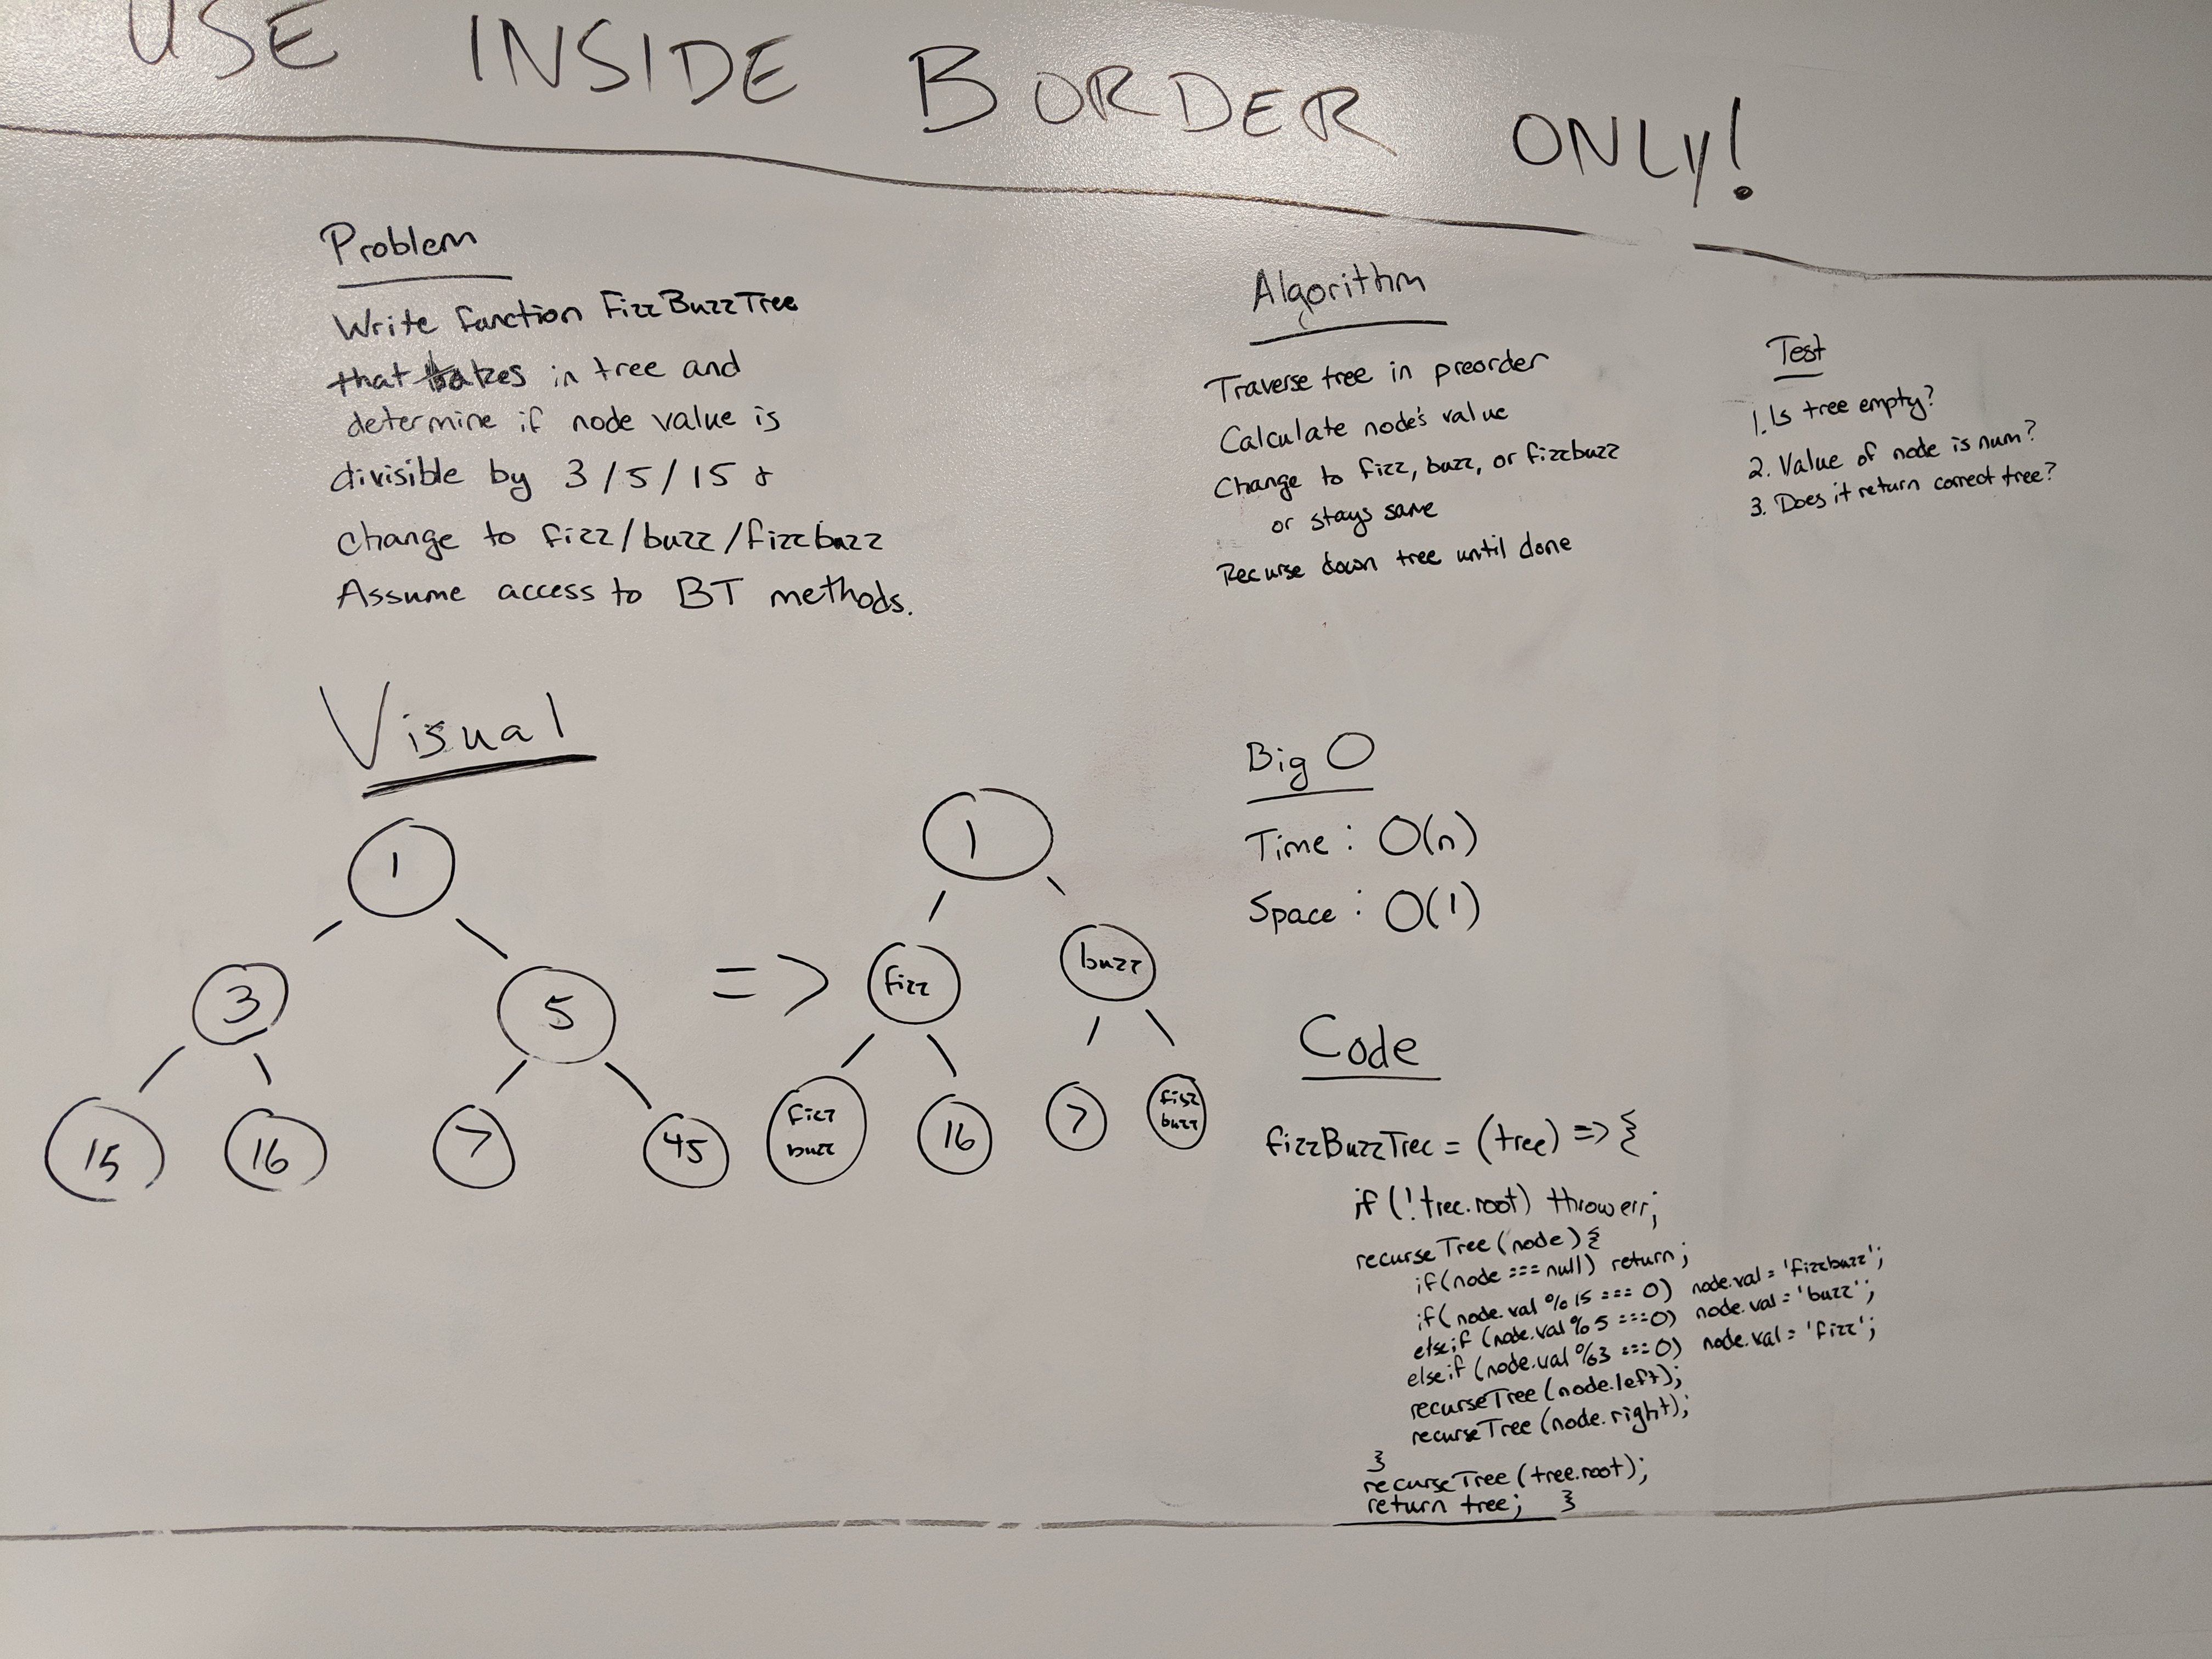 USE INSIDE BORDER ONLY!
Problem
Write function FizzBuzzTree
that takes in tree and
determine if node value is
divisible by 3/5/15 &
change to fizz/buzz/fizzbuzz
Assume access to BT methods.
Algorithm
Traverse tree in preorder
Calculate node's value
Change to fizz, buzz, or fizzbuzz
or stays same
Recurse down tree until done
Test
1. Is tree empty?
2. Value of node is num?
3. Does it return correct tree?
Visual
1
3
5
15
16
7
45
=>
1
fizz
buzz
fizz
buzz
16
7
fizz
buzz
Big O
Time: O(n)
Space: O(1)
Code
fizzBuzzTree = (tree) => {
if (!tree.root) throw err;
recurseTree(node){
if(node === null) return;
if(node.val % 15 === 0) node.val = 'fizzbuzz';
else if (node.val % 5 === 0) node.val = 'buzz';
else if (node.val % 3 === 0) node.val = 'fizz';
recurseTree(node.left);
recurseTree(node.right);
}
recurseTree(tree.root);
return tree; }